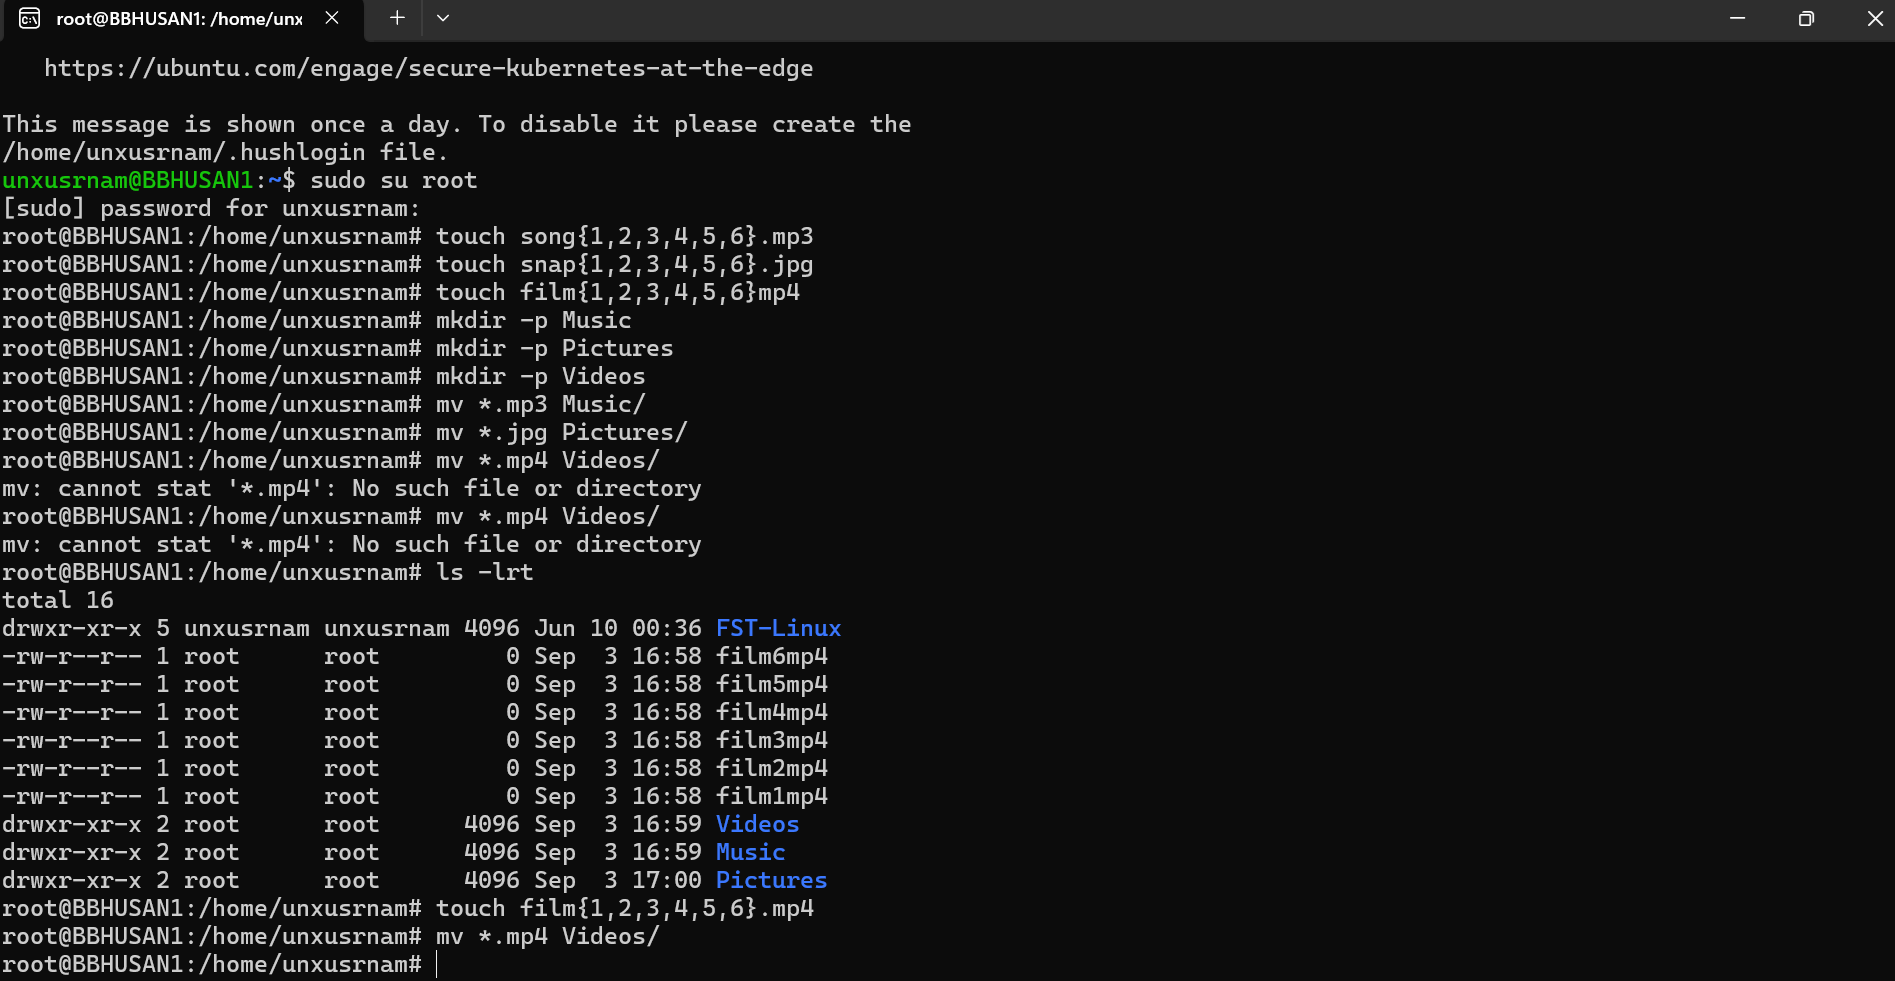 root@BBHUSAN1: /home/unx
https://ubuntu.com/engage/secure-kubernetes-at-the-edge
This message is shown once a day. To disable it please create the
/home/unxusrnam/.hushlogin file.
unxusrnam@BBHUSAN1:~$ sudo su root
[sudo] password for unxusrnam:
root@BBHUSAN1:/home/unxusrnam# touch song{1,2,3,4,5,6}.mp3
root@BBHUSAN1:/home/unxusrnam# touch snap{1,2,3,4,5,6}.jpg
root@BBHUSAN1:/home/unxusrnam# touch film{1,2,3,4,5,6}mp4
root@BBHUSAN1:/home/unxusrnam# mkdir -p Music
root@BBHUSAN1:/home/unxusrnam# mkdir -p Pictures
root@BBHUSAN1:/home/unxusrnam# mkdir -p Videos
root@BBHUSAN1:/home/unxusrnam# mv *.mp3 Music/
root@BBHUSAN1:/home/unxusrnam# mv *.jpg Pictures/
root@BBHUSAN1:/home/unxusrnam# mv *.mp4 Videos/
mv: cannot stat '*.mp4': No such file or directory
root@BBHUSAN1:/home/unxusrnam# mv *.mp4 Videos/
mv: cannot stat '*.mp4': No such file or directory
root@BBHUSAN1:/home/unxusrnam# ls -lrt
total 16
drwxr-xr-x 5 unxusrnam unxusrnam 4096 Jun 10 00:36 FST-Linux
-rw-r--r-- 1 root      root         0 Sep  3 16:58 film6mp4
-rw-r--r-- 1 root      root         0 Sep  3 16:58 film5mp4
-rw-r--r-- 1 root      root         0 Sep  3 16:58 film4mp4
-rw-r--r-- 1 root      root         0 Sep  3 16:58 film3mp4
-rw-r--r-- 1 root      root         0 Sep  3 16:58 film2mp4
-rw-r--r-- 1 root      root         0 Sep  3 16:58 film1mp4
drwxr-xr-x 2 root      root      4096 Sep  3 16:59 Videos
drwxr-xr-x 2 root      root      4096 Sep  3 16:59 Music
drwxr-xr-x 2 root      root      4096 Sep  3 17:00 Pictures
root@BBHUSAN1:/home/unxusrnam# touch film{1,2,3,4,5,6}.mp4
root@BBHUSAN1:/home/unxusrnam# mv *.mp4 Videos/
root@BBHUSAN1:/home/unxusrnam#